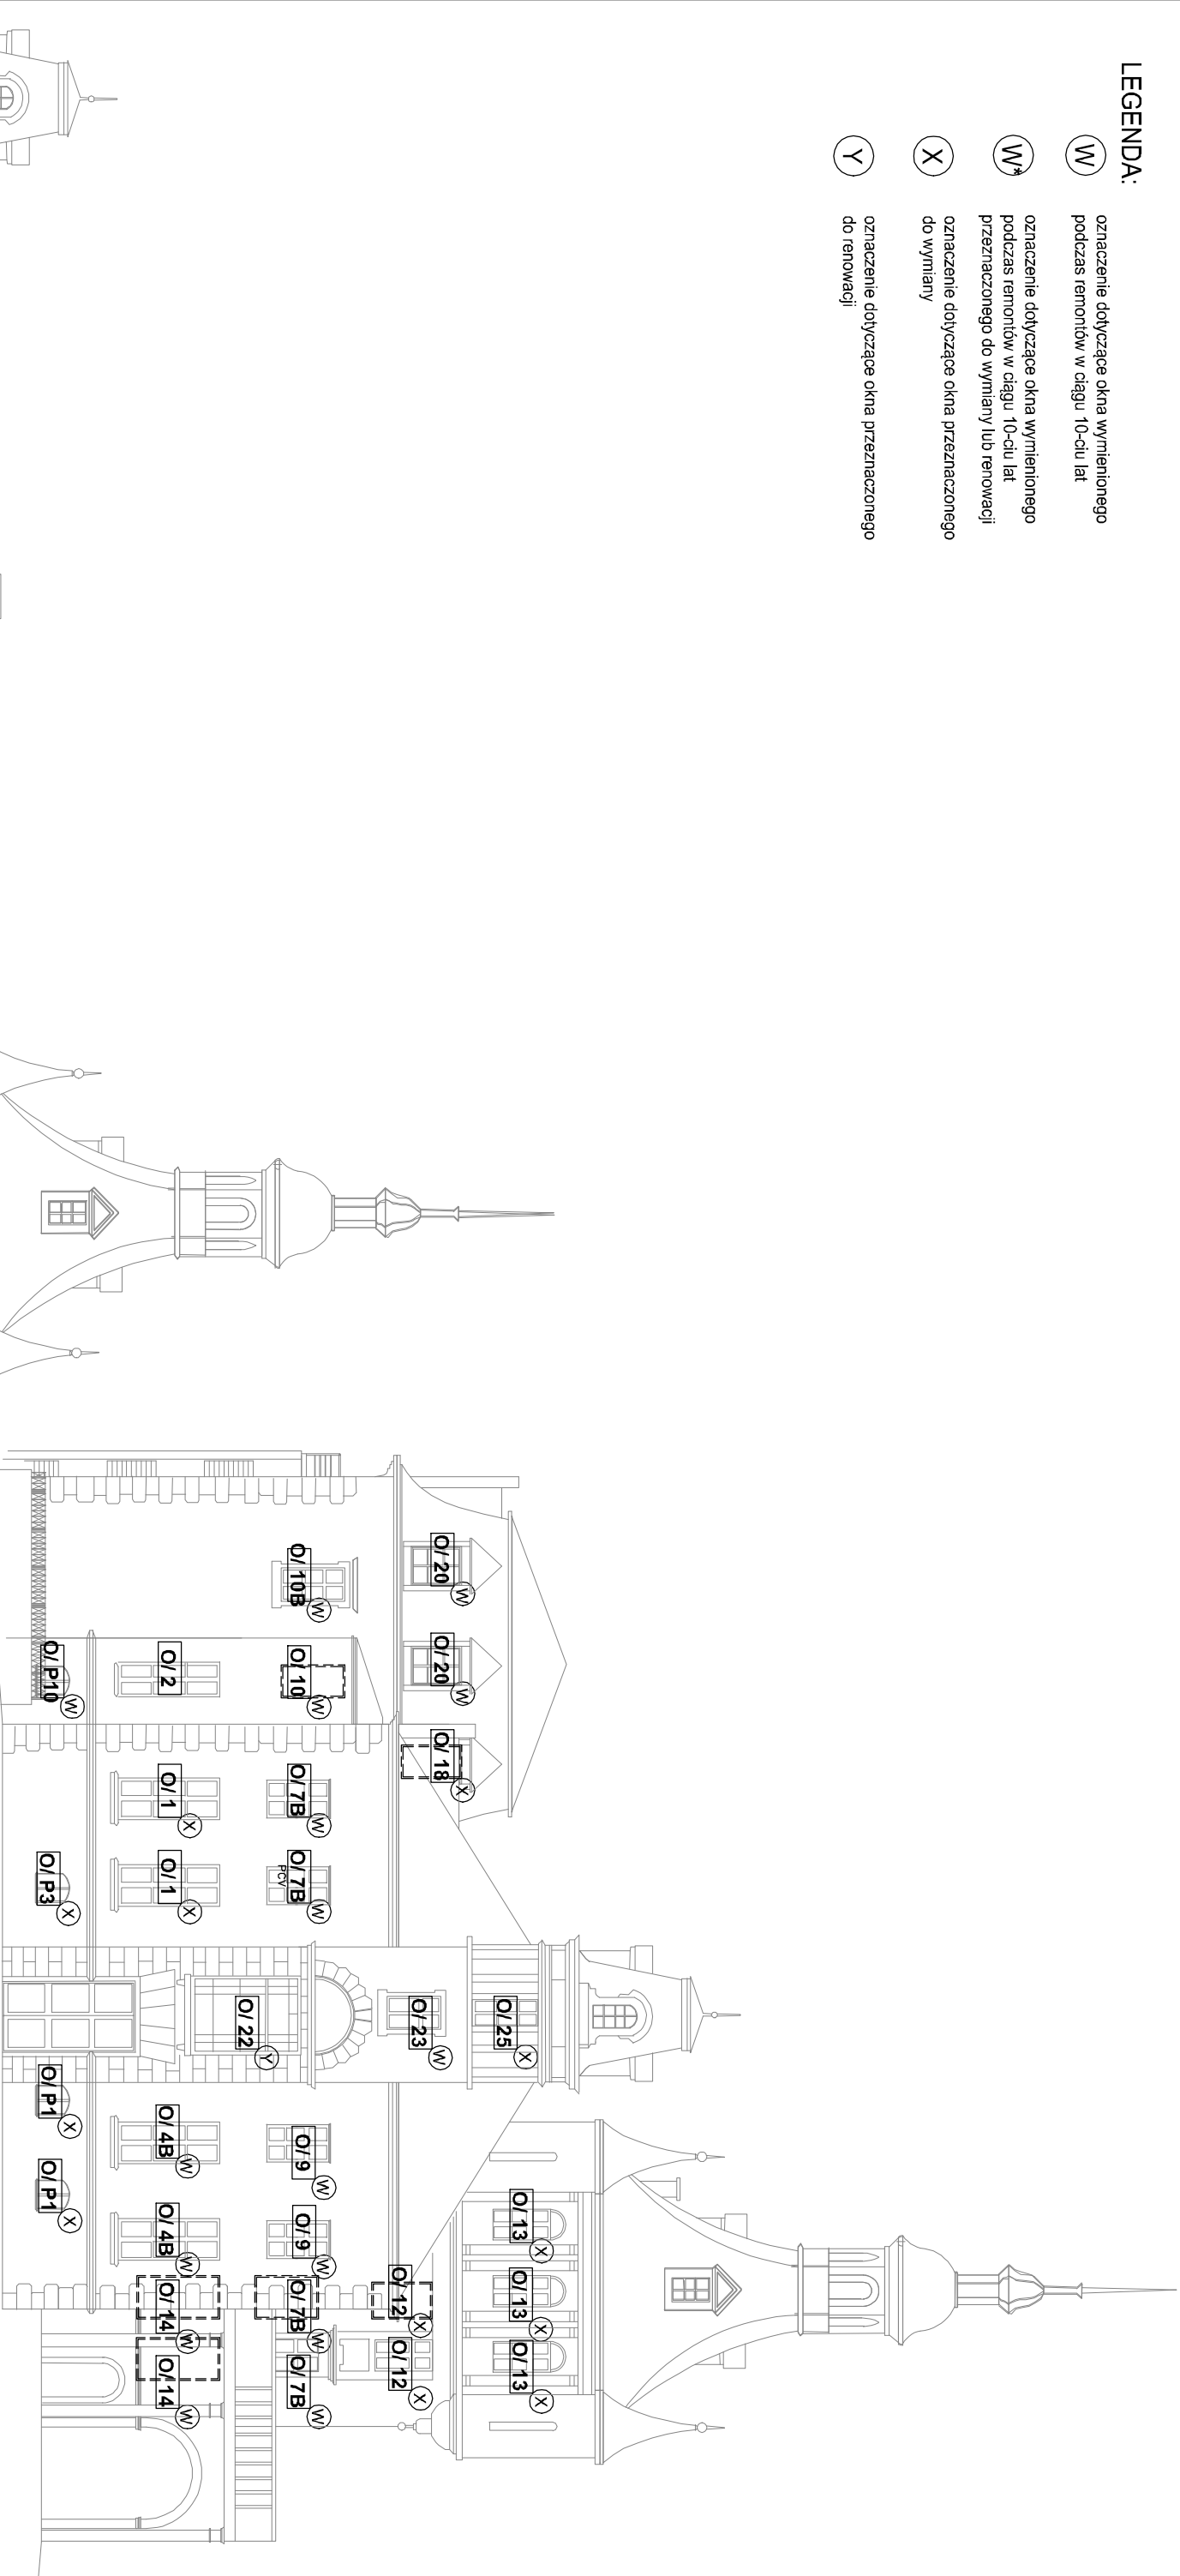 LEGENDA:
W
oznaczenie dotyczące okna wymienionego
podczas remontów w ciągu 10-ciu lat
W*
oznaczenie dotyczące okna wymienionego
podczas remontów w ciągu 10-ciu lat
przeznaczonego do wymiany lub renowacji
X
oznaczenie dotyczące okna przeznaczonego
do wymiany
Y
oznaczenie dotyczące okna przeznaczonego
do renowacji
O/ 25 X
O/ 13 X
O/ 13 X
O/ 13 X
O/ 20 W
O/ 20 W
O/ 18 X
O/ 23 W
O/ 12 X
O/ 12 X
O/ 10B W
O/ 10 W
O/ 7B W
O/ 7B W
PCV
O/ 9 W
O/ 9 W
O/ 7B W
O/ 7B W
O/ 22 Y
O/ 2
O/ 1 X
O/ 1 X
O/ 4B W
O/ 4B W
O/ 14 W
O/ 14 W
O/ P10 W
O/ P3 X
O/ P1 X
O/ P1 X